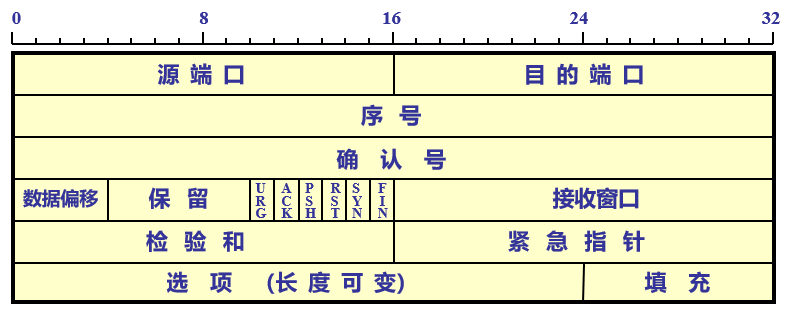 0 8 16 24 32
源端口 目的端口
序号
确认号
数据偏移 保留 URG ACK PSH RST SYN FIN 接收窗口
检验和 紧急指针
选项 (长度可变) 填充